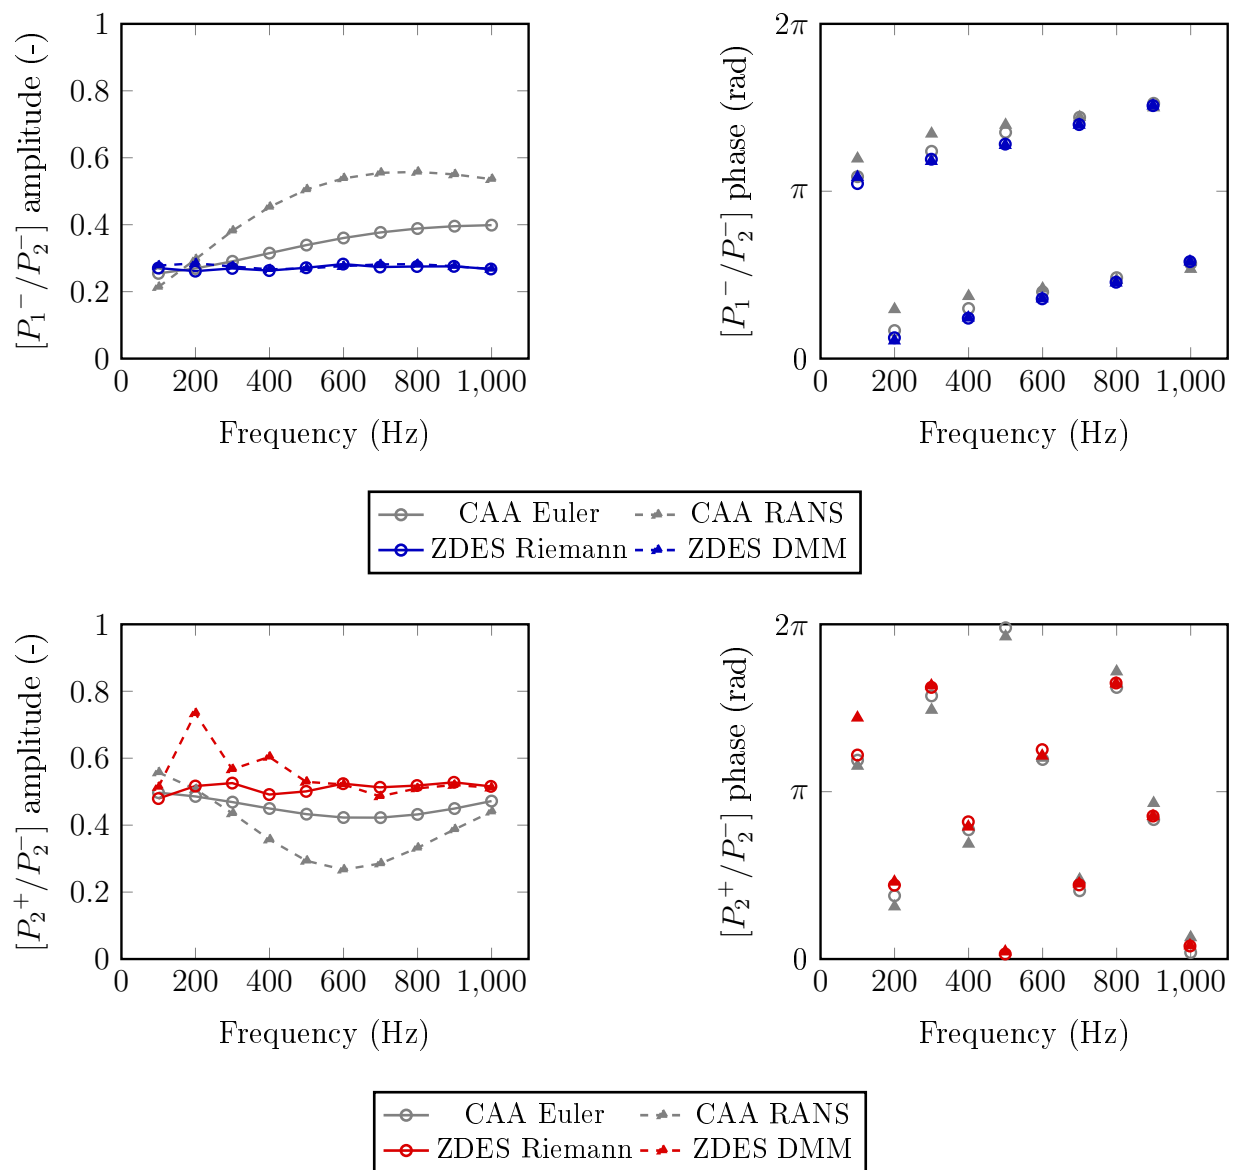 [P₁⁻/P₂⁻] amplitude (-)
1
0.8
0.6
0.4
0.2
0
0 200 400 600 800 1,000
Frequency (Hz)
[P₁⁻/P₂⁻] phase (rad)
2π
π
0
0 200 400 600 800 1,000
Frequency (Hz)
CAA Euler CAA RANS
ZDES Riemann ZDES DMM
[P₂⁺/P₂⁻] amplitude (-)
1
0.8
0.6
0.4
0.2
0
0 200 400 600 800 1,000
Frequency (Hz)
[P₂⁺/P₂⁻] phase (rad)
2π
π
0
0 200 400 600 800 1,000
Frequency (Hz)
CAA Euler CAA RANS
ZDES Riemann ZDES DMM